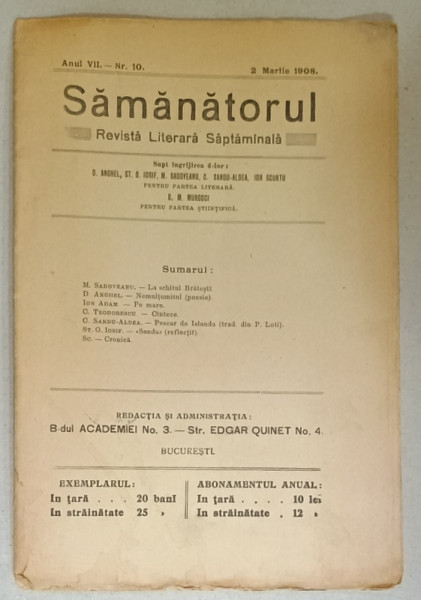 Anul VII. — Nr. 10. 2 Martie 1908.
Sămănătorul
Revistă Literară Săptămînală
Supt îngrijirea d-lor:
D. ANGHEL, ST. O. IOSIF, M. SADOVEANU, C. SANDU-ALDEA, ION SCURTU
PENTRU PARTEA LITERARĂ.
G. M. MURGOCI
PENTRU PARTEA ȘTIINȚIFICĂ.
Sumarul:
M. SADOVEANU. — La schitul Brătești
D. ANGHEL. — Nemulțumitul (poesie)
ION ADAM. — Pe mare.
C. TEODORESCU — Cîntece.
C. SANDU-ALDEA. — Pescar de Islanda (trad. din P. Loti).
ST. O. IOSIF. — «Sanda» (reflecții).
SC. — Cronică.
REDACȚIA ȘI ADMINISTRAȚIA:
B-dul ACADEMIEI No. 3. — Str. EDGAR QUINET No. 4.
BUCUREȘTI.
EXEMPLARUL: ABONAMENTUL ANUAL:
In țară . . . 20 bani In țară . . . . 10 lei
In străinătate 25 » In străinătate . 12 »